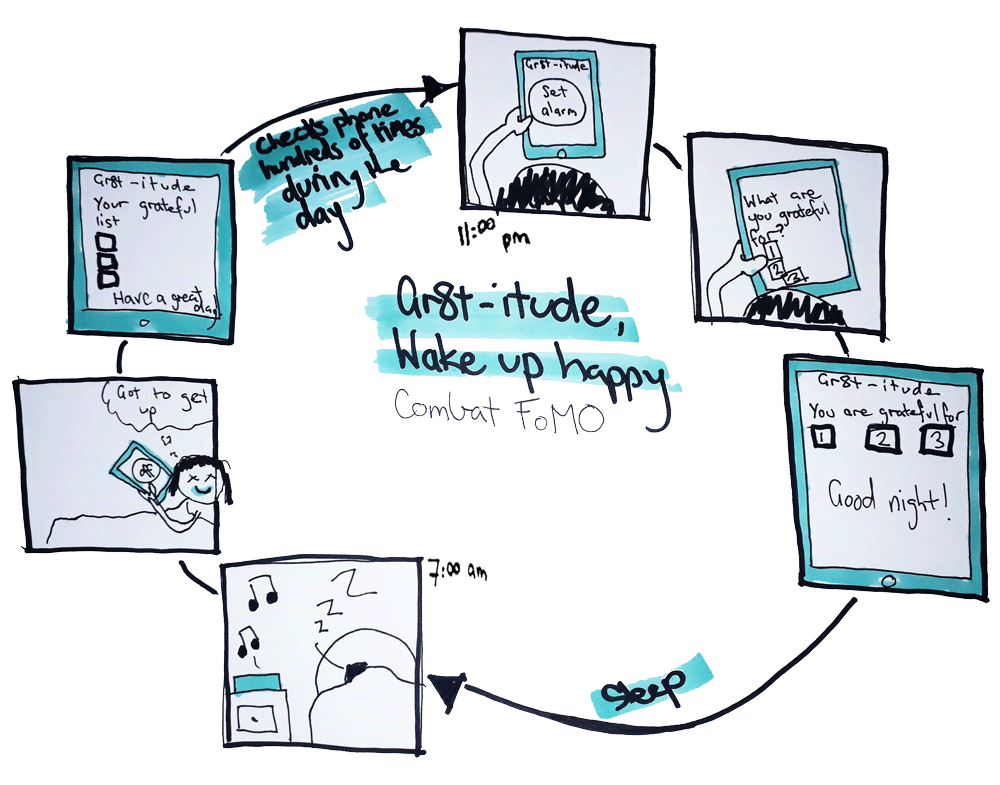 Gr8t-itude,
Wake up happy
Combat FoMO
11:00
pm
Gr8t-itude
Set
alarm
What are
you grateful
for?
1
2
3
Gr8t-itude
You are grateful for
1 2 3
Good night!
Sleep
7:00 am
Z
Z
Z
Z
Got to get
up
off
Gr8t-itude
Your grateful
list
Have a great
day
Checks phone
hundreds of times
during the
day